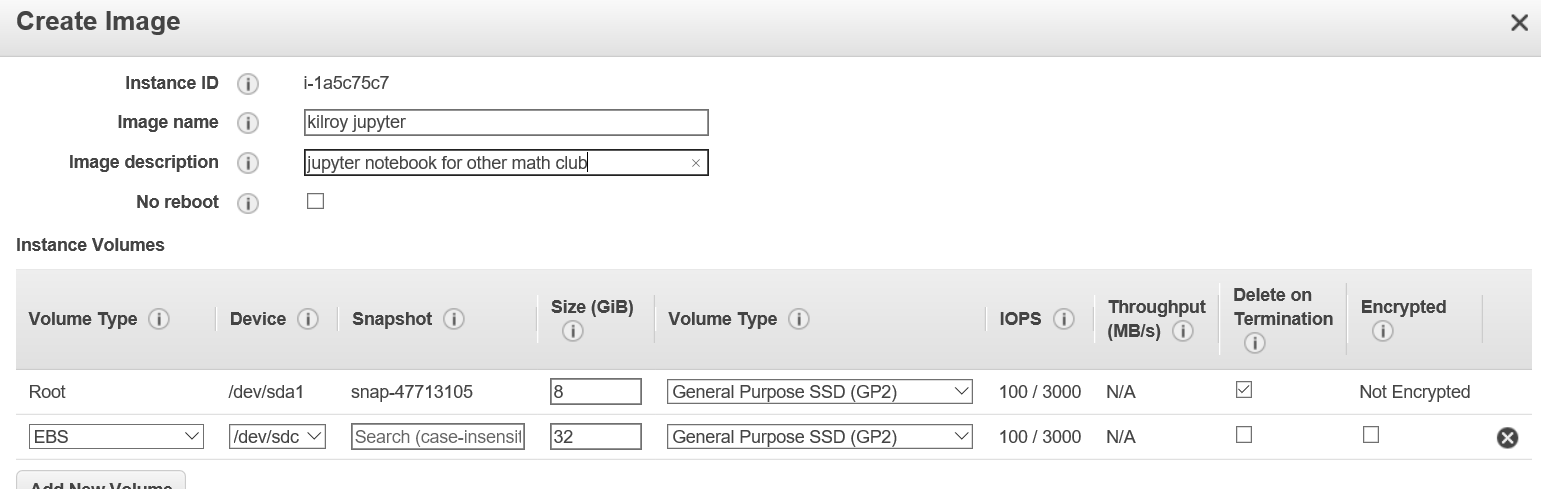 Create Image
Instance ID i-1a5c75c7
Image name kilroy jupyter
Image description jupyter notebook for other math club
No reboot
Instance Volumes
Volume Type Device Snapshot Size (GiB) Volume Type IOPS Throughput (MB/s) Delete on Termination Encrypted
Root /dev/sda1 snap-47713105 8 General Purpose SSD (GP2) 100 / 3000 N/A Not Encrypted
EBS /dev/sdc Search (case-insensit 32 General Purpose SSD (GP2) 100 / 3000 N/A
Add New Volume